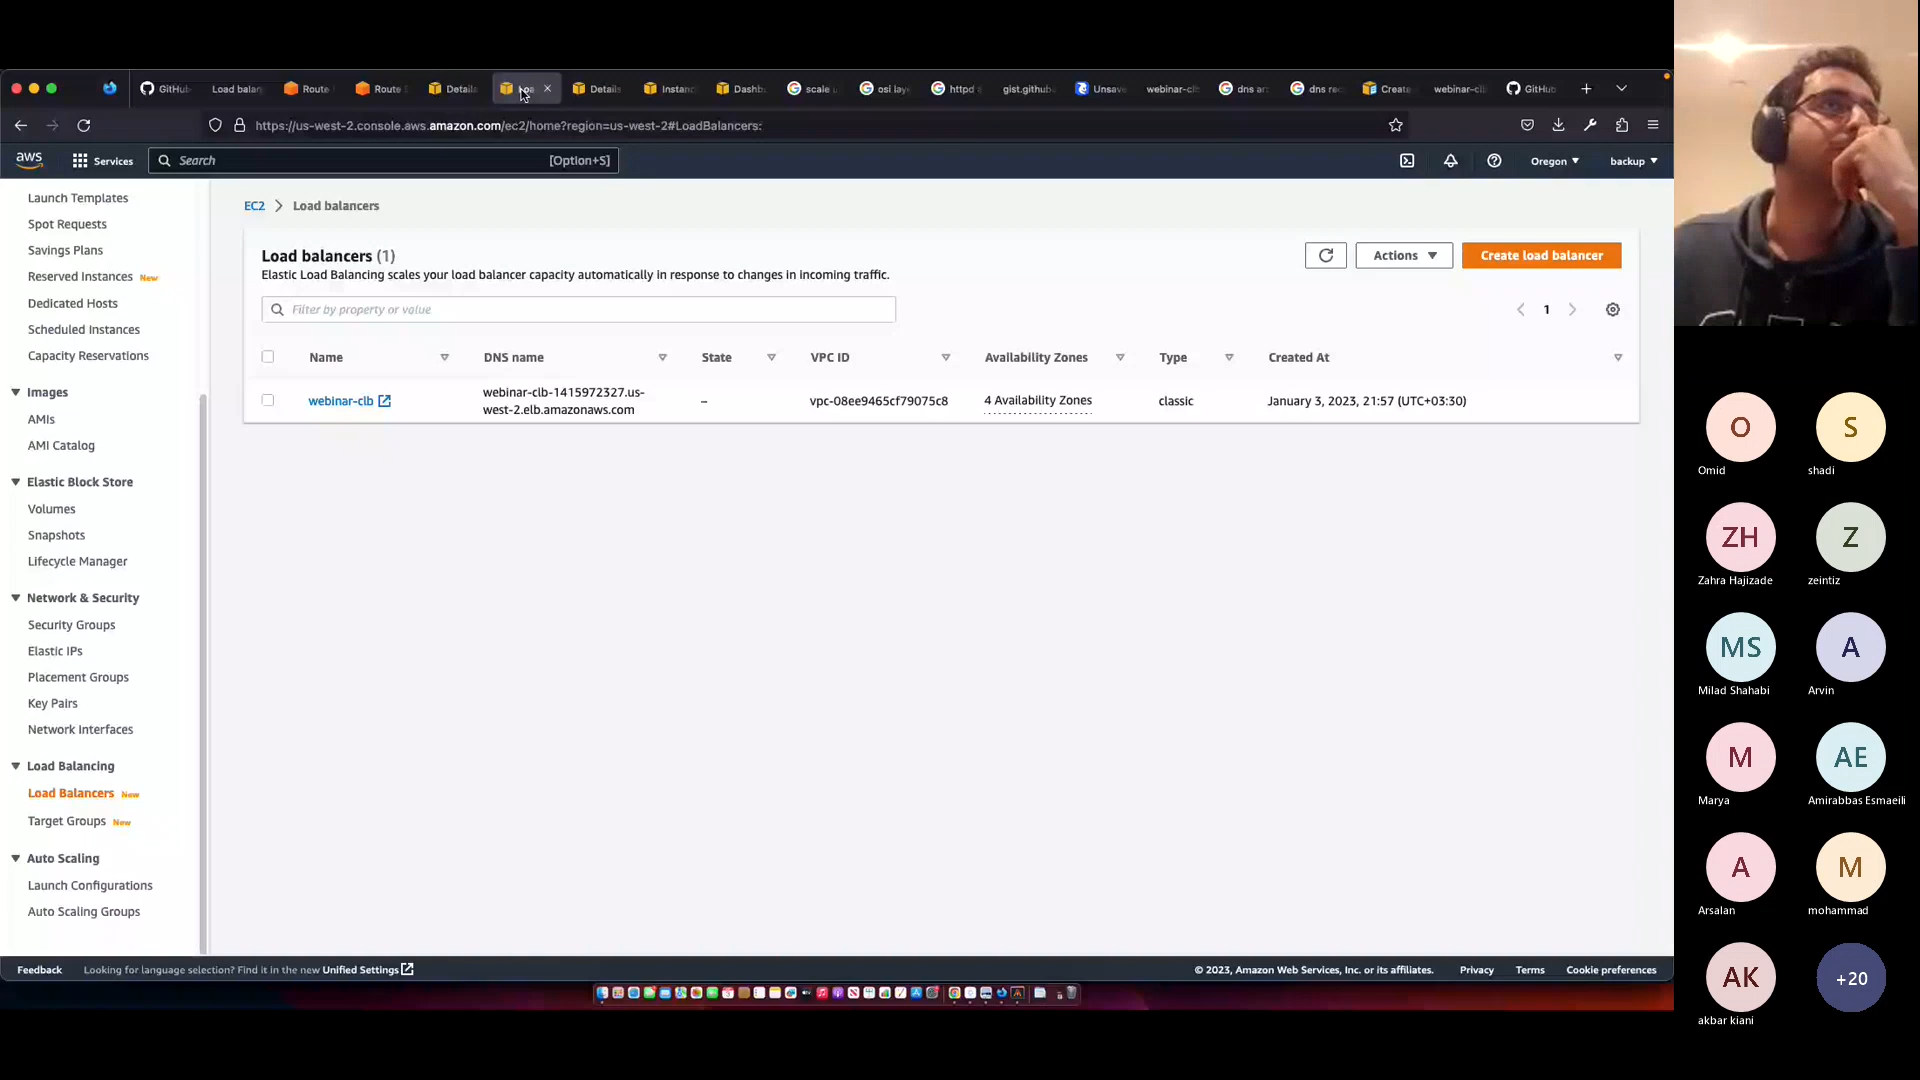 GitHub
Load balan
Route
Route
Details
Details
Instanc
Dashb
scale u
osi lay
httpd
gist.github
Unsav
webinar-cl
dns ar
dns rec
Create
webinar-cl
GitHub
https://us-west-2.console.aws.amazon.com/ec2/home?region=us-west-2#LoadBalancers:
aws
Services
Search
[Option+S]
Oregon
backup
Launch Templates
Spot Requests
Savings Plans
Reserved Instances New
Dedicated Hosts
Scheduled Instances
Capacity Reservations
Images
AMIs
AMI Catalog
Elastic Block Store
Volumes
Snapshots
Lifecycle Manager
Network & Security
Security Groups
Elastic IPs
Placement Groups
Key Pairs
Network Interfaces
Load Balancing
Load Balancers New
Target Groups New
Auto Scaling
Launch Configurations
Auto Scaling Groups
EC2 > Load balancers
Load balancers (1)
Elastic Load Balancing scales your load balancer capacity automatically in response to changes in incoming traffic.
Actions
Create load balancer
Filter by property or value
1
Name
DNS name
State
VPC ID
Availability Zones
Type
Created At
webinar-clb
webinar-clb-1415972327.us-
west-2.elb.amazonaws.com
–
vpc-08ee9465cf79075c8
4 Availability Zones
classic
January 3, 2023, 21:57 (UTC+03:30)
Feedback
Looking for language selection? Find it in the new Unified Settings
© 2023, Amazon Web Services, Inc. or its affiliates.
Privacy
Terms
Cookie preferences
O
Omid
S
shadi
ZH
Zahra Hajizade
Z
zeintiz
MS
Milad Shahabi
A
Arvin
M
Marya
AE
Amirabbas Esmaeili
A
Arsalan
M
mohammad
AK
akbar kiani
+20